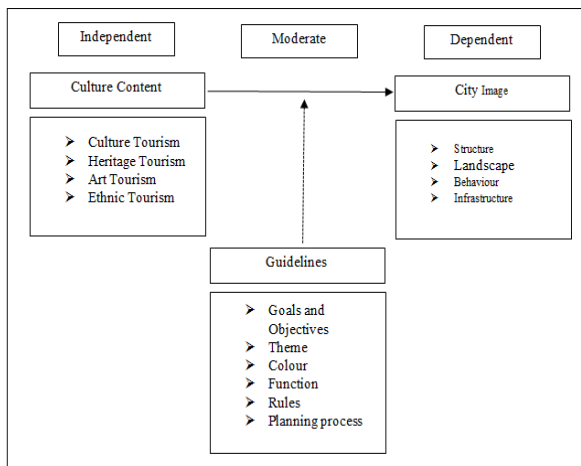 Independent
Moderate
Dependent
Culture Content
City Image
➢ Culture Tourism
➢ Heritage Tourism
➢ Art Tourism
➢ Ethnic Tourism
➢ Structure
➢ Landscape
➢ Behaviour
➢ Infrastructure
Guidelines
➢ Goals and
Objectives
➢ Theme
➢ Colour
➢ Function
➢ Rules
➢ Planning process